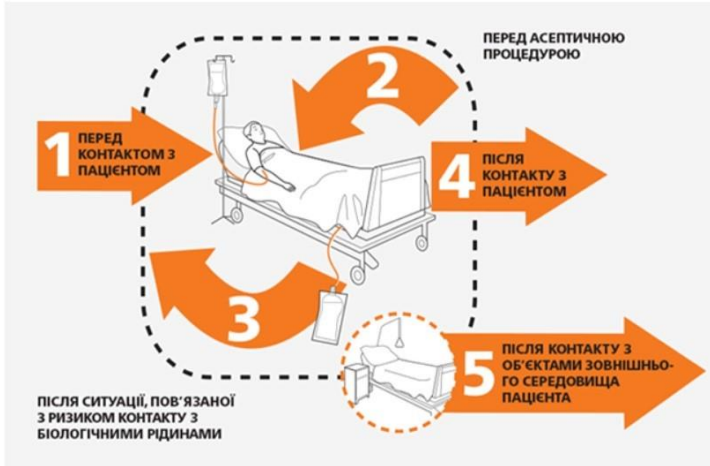 1
ПЕРЕД
КОНТАКТОМ З
ПАЦІЄНТОМ
2
ПЕРЕД АСЕПТИЧНОЮ
ПРОЦЕДУРОЮ
3
ПІСЛЯ СИТУАЦІЇ, ПОВ’ЯЗАНОЇ
З РИЗИКОМ КОНТАКТУ З
БІОЛОГІЧНИМИ РІДИНАМИ
4
ПІСЛЯ
КОНТАКТУ З
ПАЦІЄНТОМ
5
ПІСЛЯ КОНТАКТУ З
ОБ’ЄКТАМИ ЗОВНІШНЬО-
ГО СЕРЕДОВИЩА
ПАЦІЄНТА